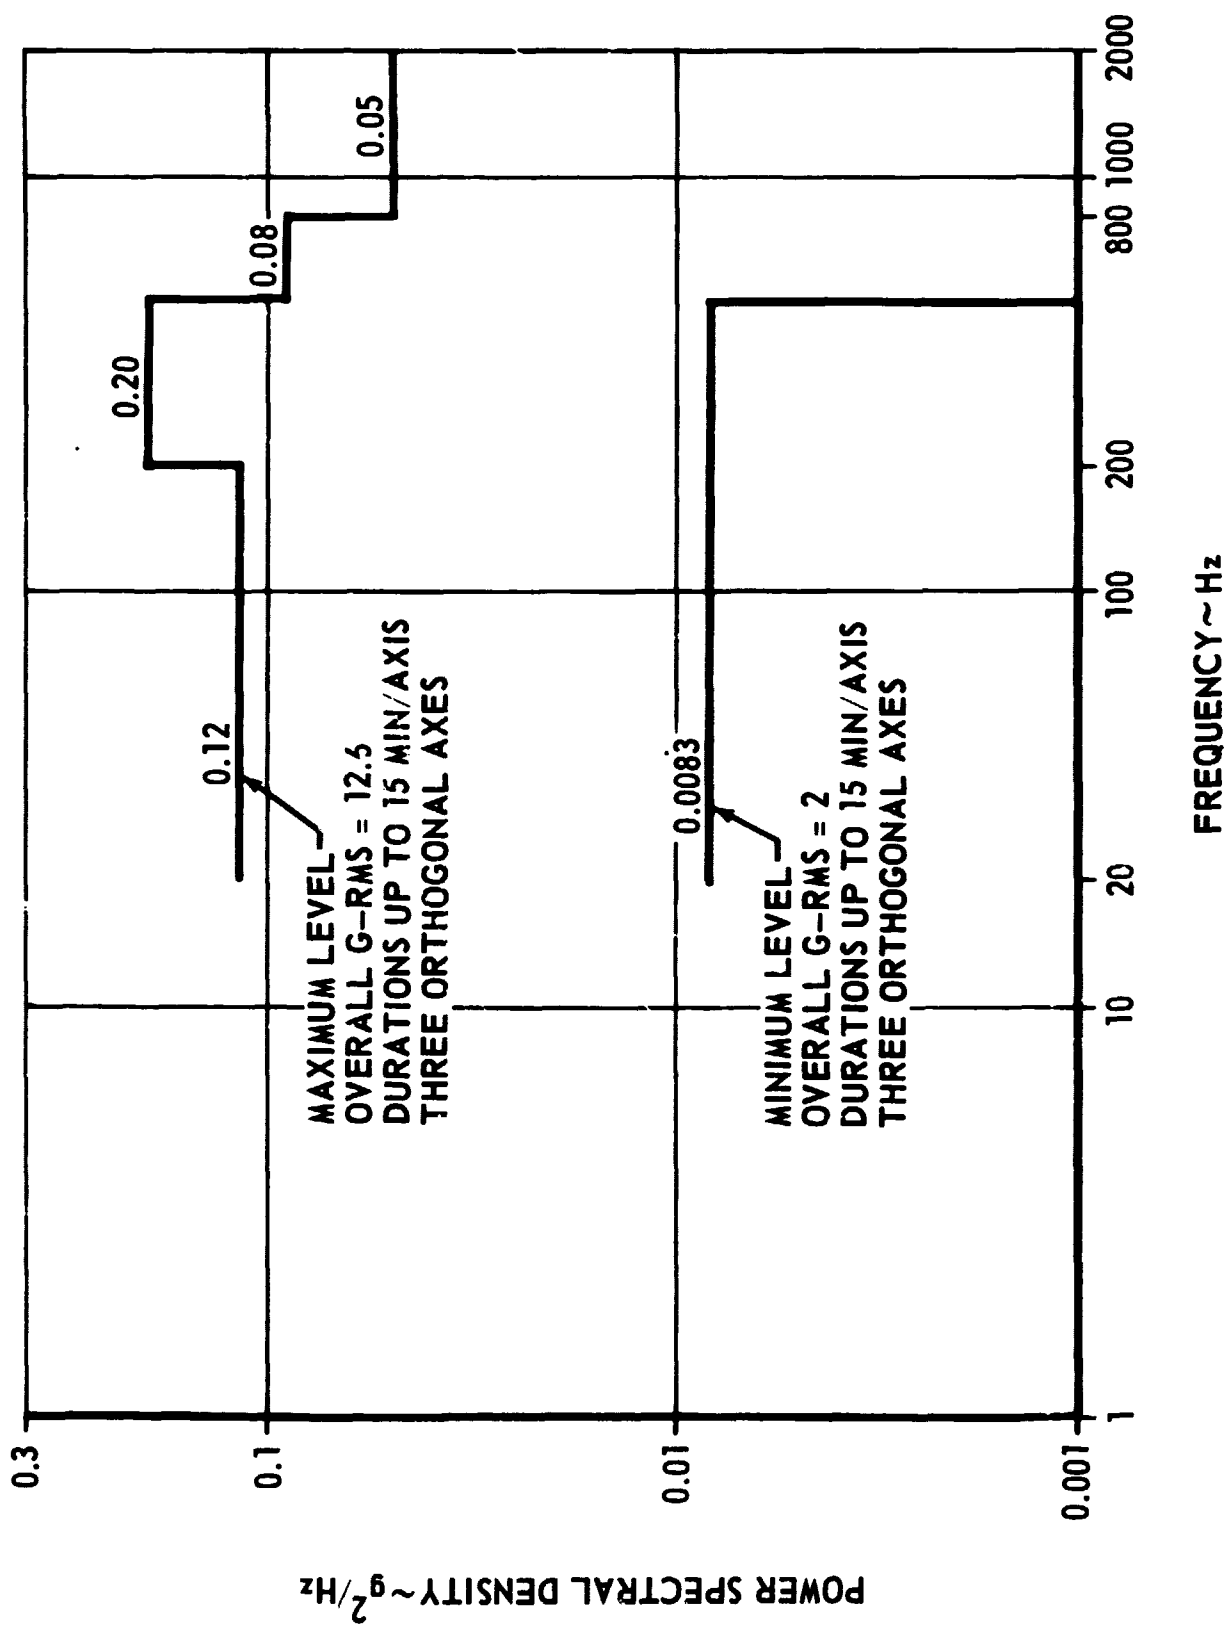 POWER SPECTRAL DENSITY ~ g²/Hz
0.3
0.1
0.01
0.001
0.12
0.20
0.08
0.05
MAXIMUM LEVEL
OVERALL G-RMS = 12.5
DURATIONS UP TO 15 MIN/AXIS
THREE ORTHOGONAL AXES
0.0083
MINIMUM LEVEL
OVERALL G-RMS = 2
DURATIONS UP TO 15 MIN/AXIS
THREE ORTHOGONAL AXES
1
10
20
100
200
800
1000
2000
FREQUENCY ~ Hz